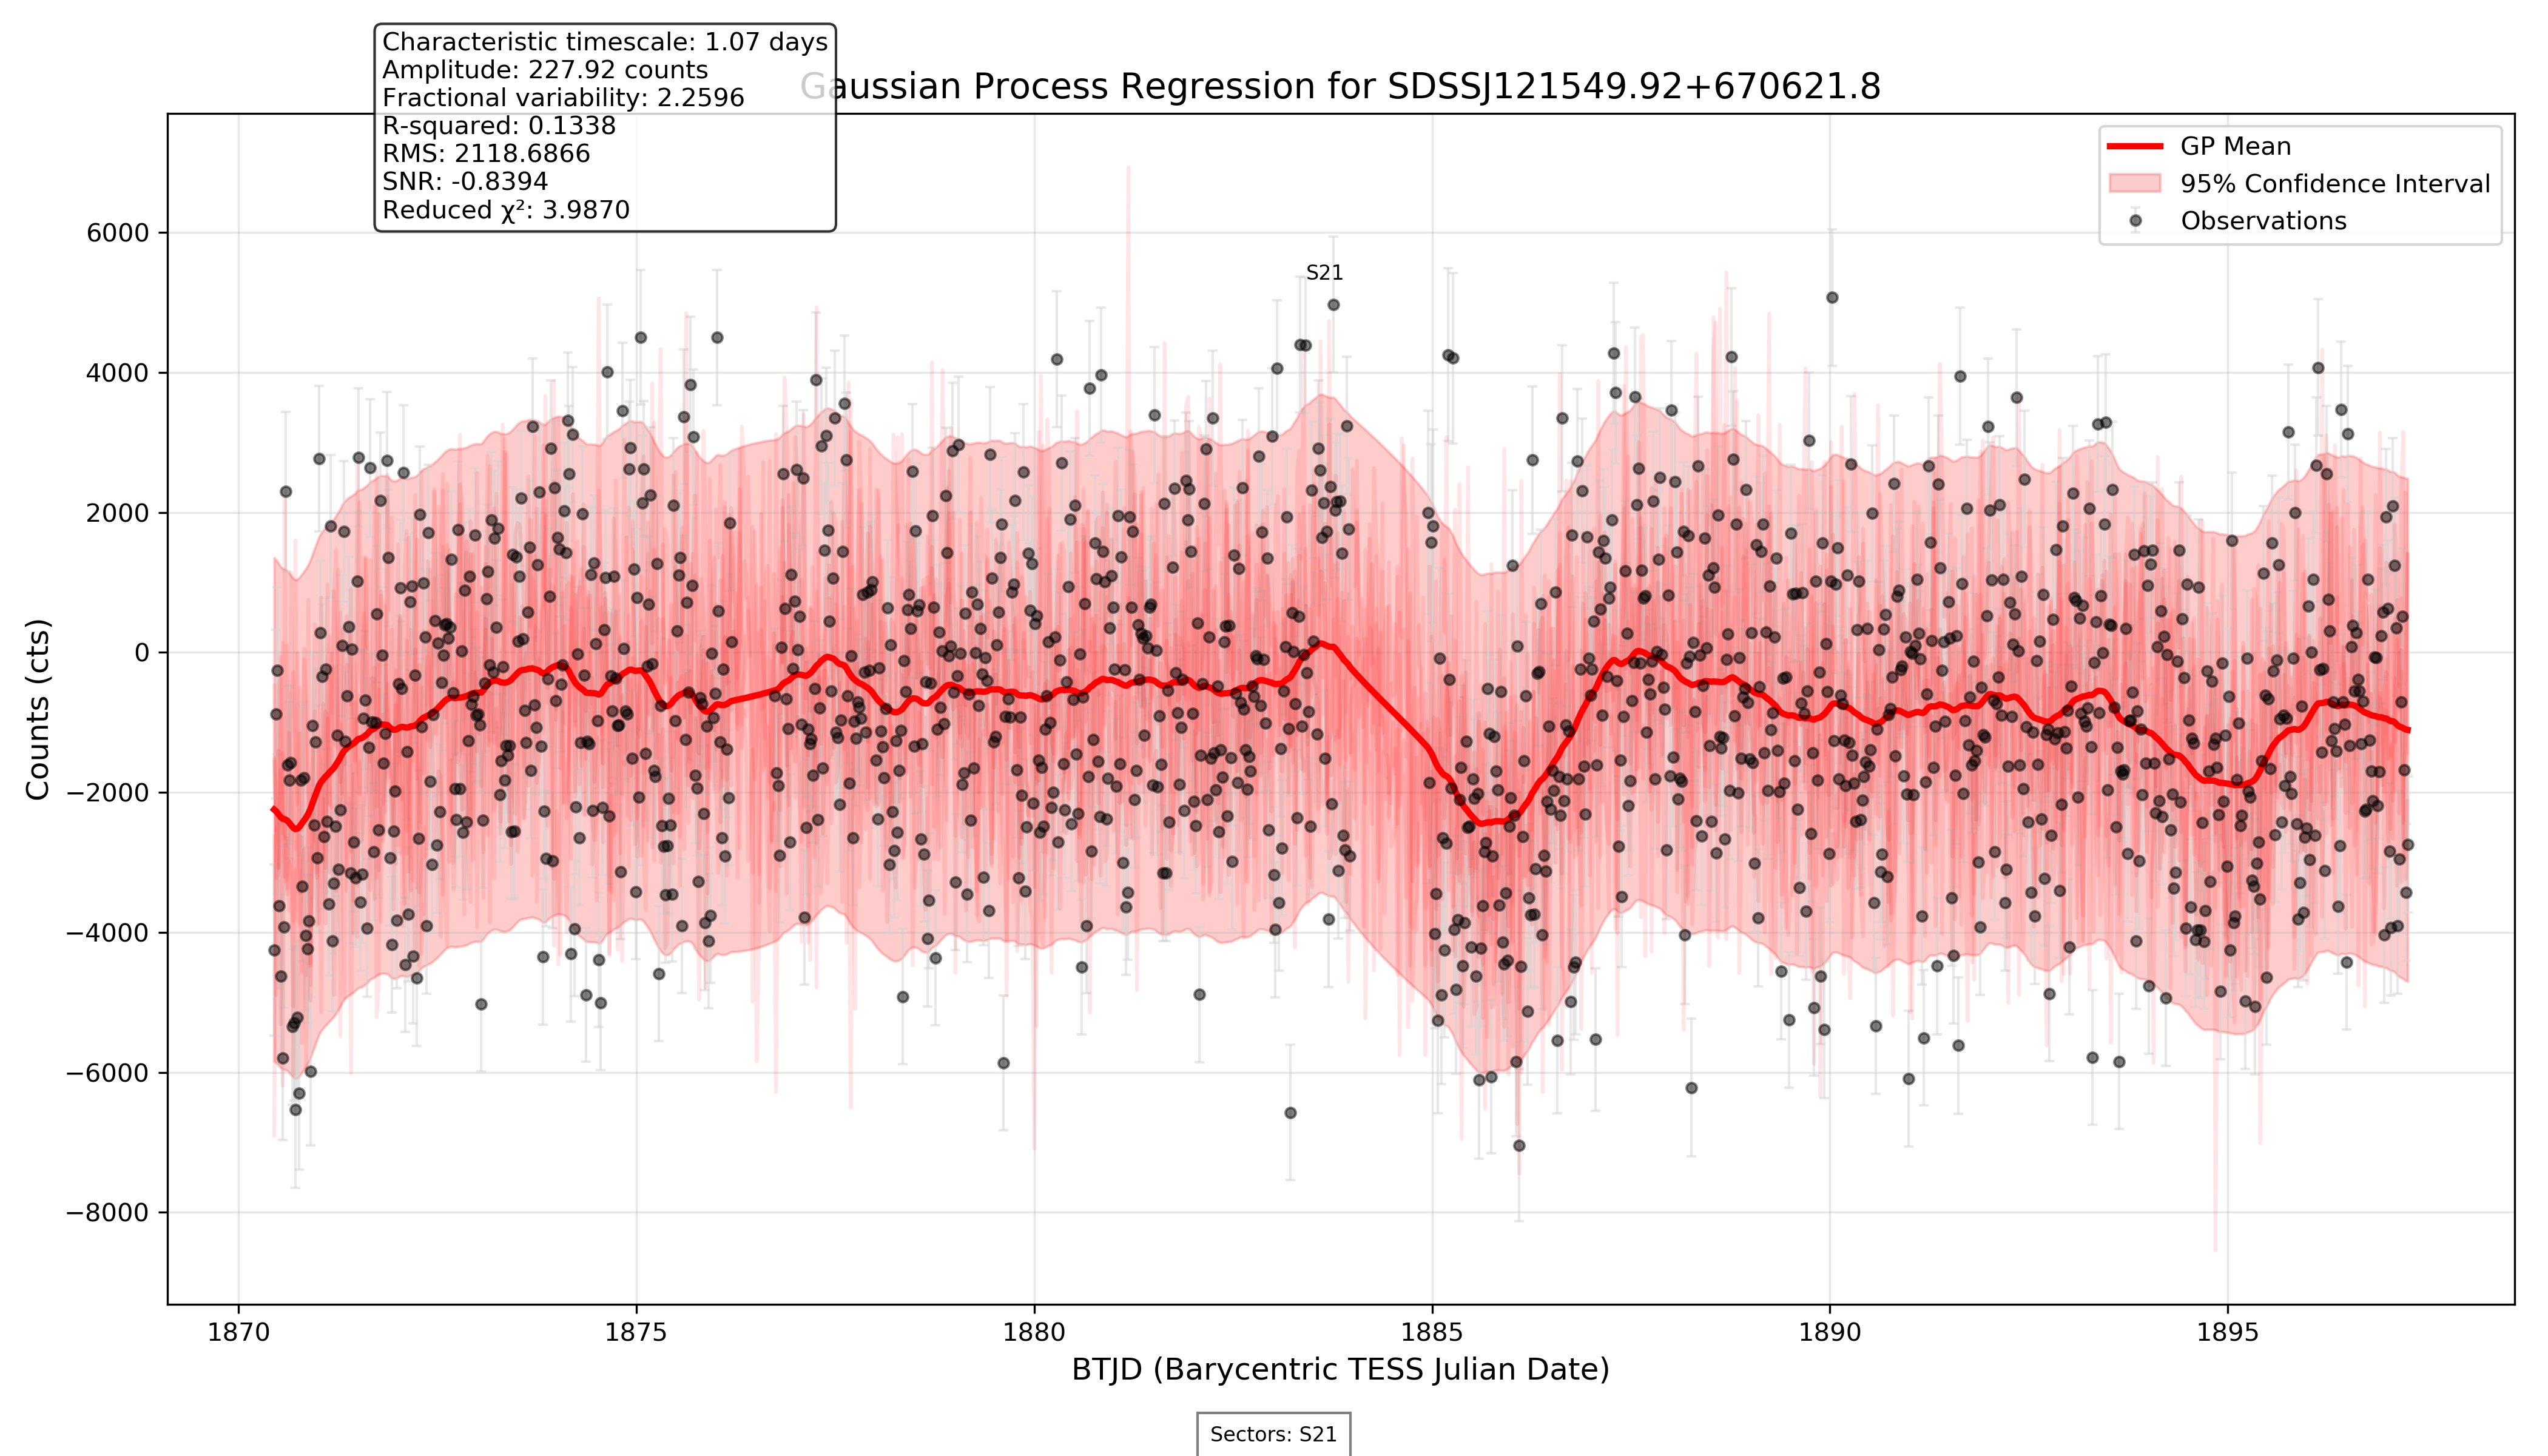 Characteristic timescale: 1.07 days
Amplitude: 227.92 counts
Fractional variability: 2.2596
R-squared: 0.1338
RMS: 2118.6866
SNR: -0.8394
Reduced χ²: 3.9870
Gaussian Process Regression for SDSSJ121549.92+670621.8
GP Mean
95% Confidence Interval
Observations
S21
Counts (cts)
6000
4000
2000
0
−2000
−4000
−6000
−8000
1870
1875
1880
1885
1890
1895
BTJD (Barycentric TESS Julian Date)
Sectors: S21